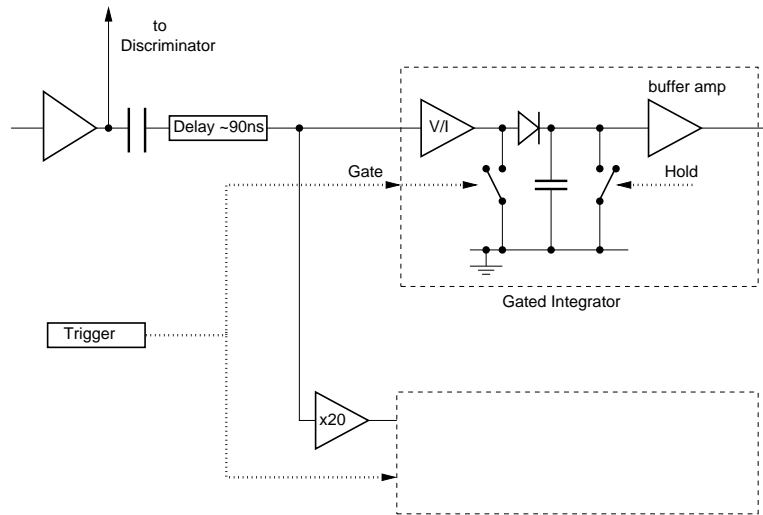 to
Discriminator
buffer amp
Delay ~90ns
V/I
Gate
Hold
Gated Integrator
Trigger
x20